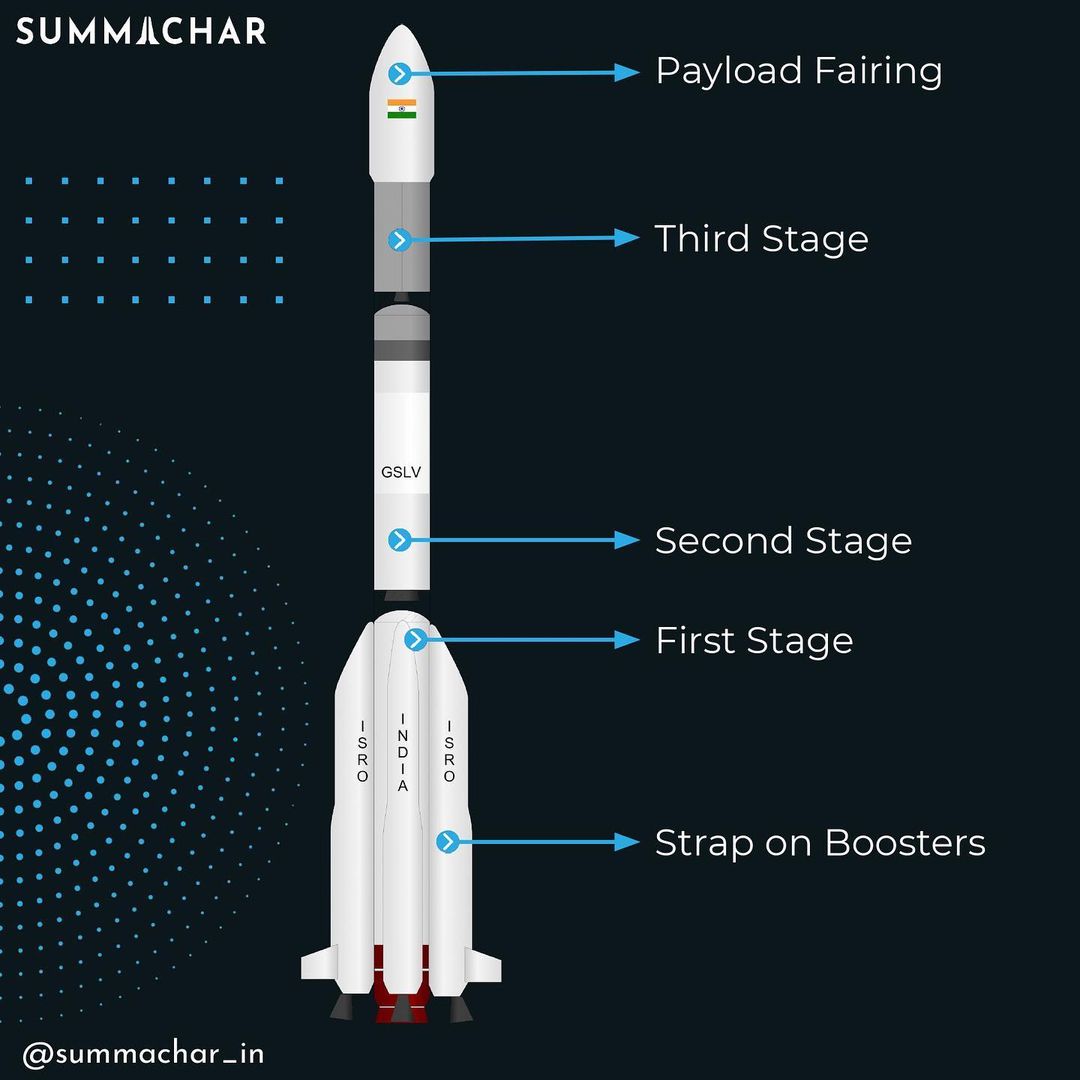 SUMMACHAR
Payload Fairing
Third Stage
GSLV
Second Stage
First Stage
ISRO
INDIA
ISRO
Strap on Boosters
@summachar_in